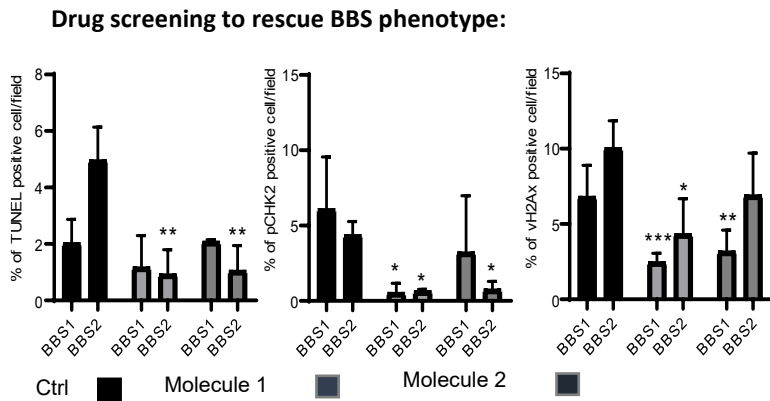 Drug screening to rescue BBS phenotype:
% of TUNEL positive cell/field
8
6
4
2
0
** **
BBS1 BBS2 BBS1 BBS2 BBS1 BBS2
% of pCHK2 positive cell/field
15
10
5
0
* * *
BBS1 BBS2 BBS1 BBS2 BBS1 BBS2
% of vH2Ax positive cell/field
15
10
5
0
*** * **
BBS1 BBS2 BBS1 BBS2 BBS1 BBS2
Ctrl Molecule 1 Molecule 2